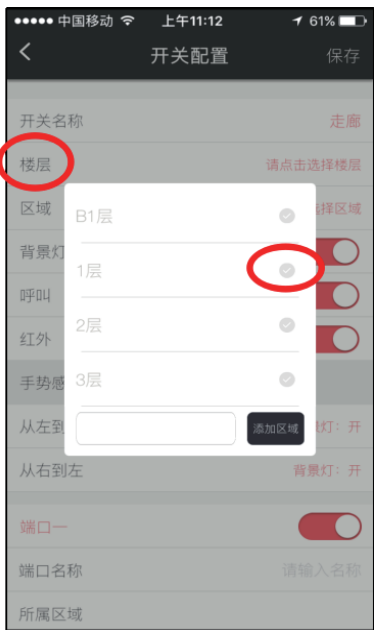 中国移动 上午11:12 61%
开关配置 保存
开关名称 走廊
楼层 请点击选择楼层
区域 选择区域
B1层
背景灯
1层
呼叫
2层
红外
3层
手势感
添加区域
从左到 景灯：开
从右到左 背景灯：开
端口一
端口名称 请输入名称
所属区域